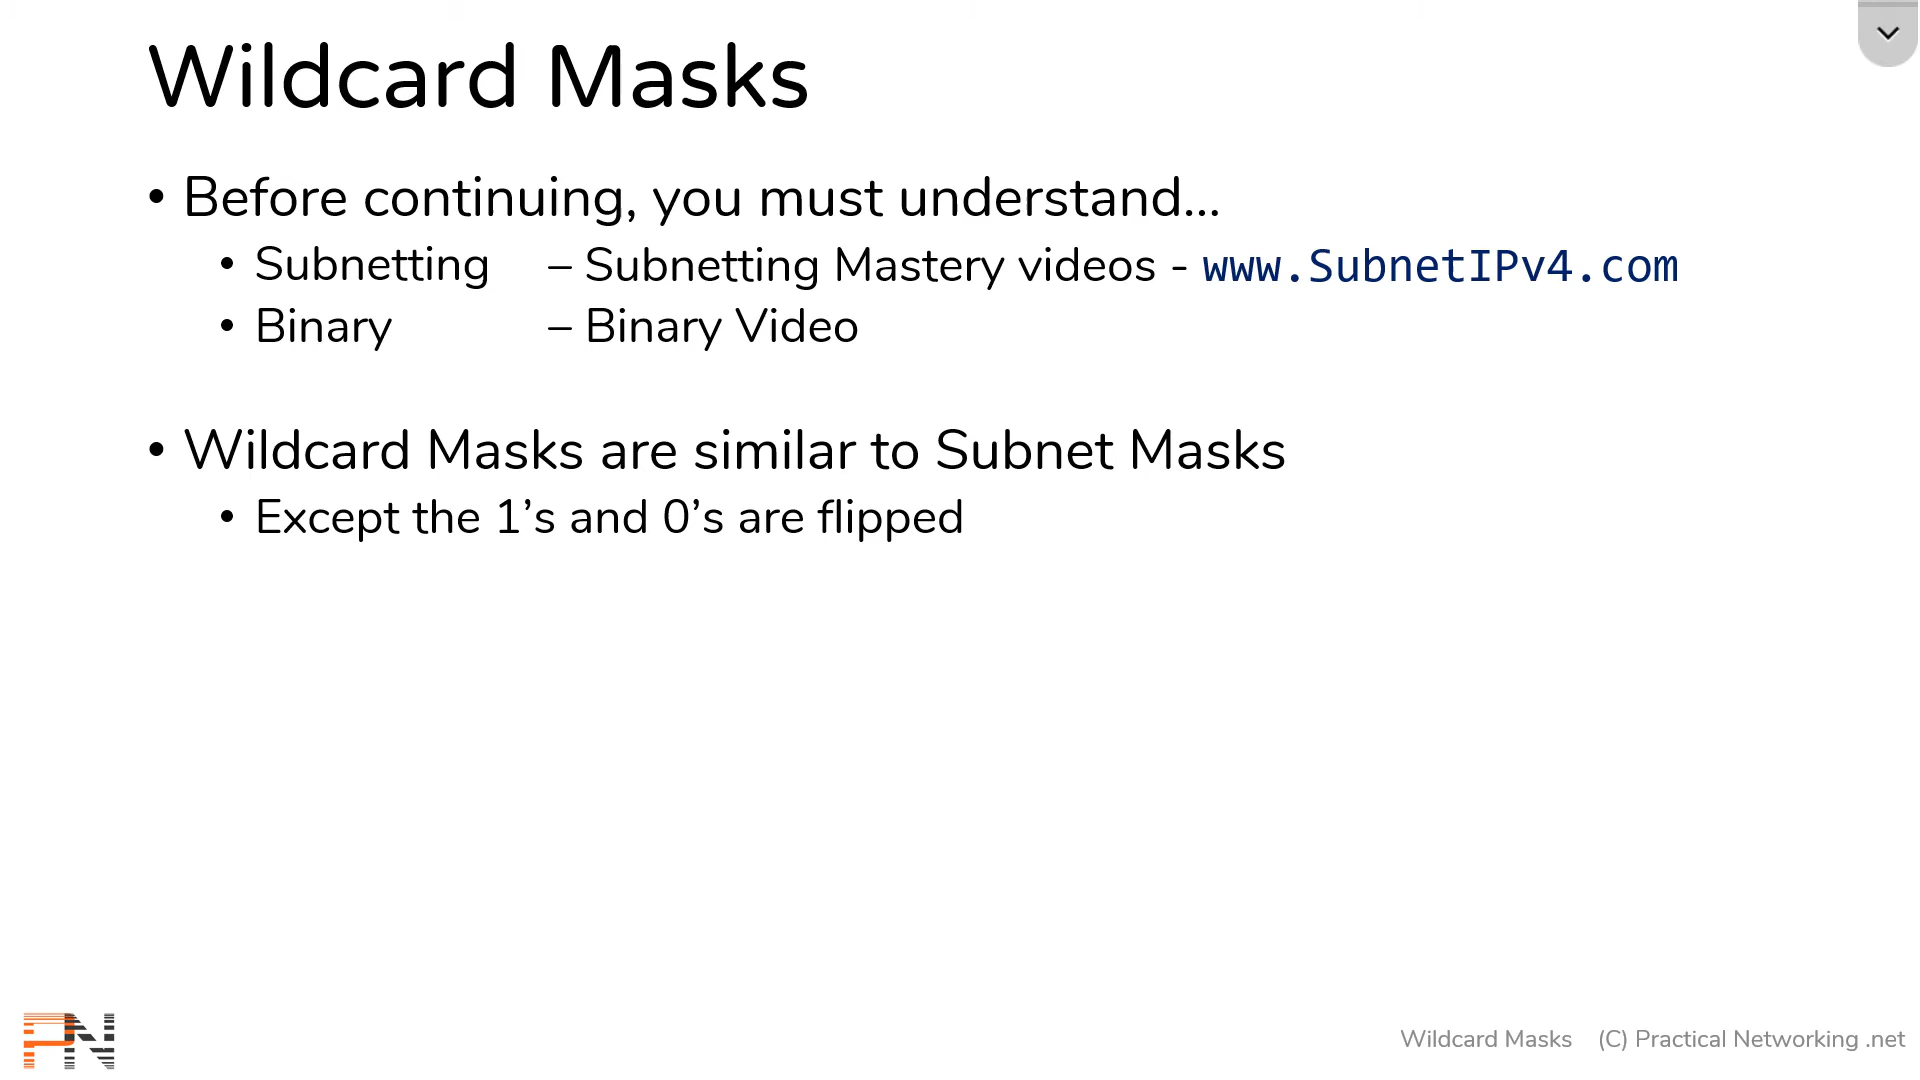 Wildcard Masks
• Before continuing, you must understand...
• Subnetting – Subnetting Mastery videos - www.SubnetIPv4.com
• Binary – Binary Video
• Wildcard Masks are similar to Subnet Masks
• Except the 1’s and 0’s are flipped
PN
Wildcard Masks (C) Practical Networking .net